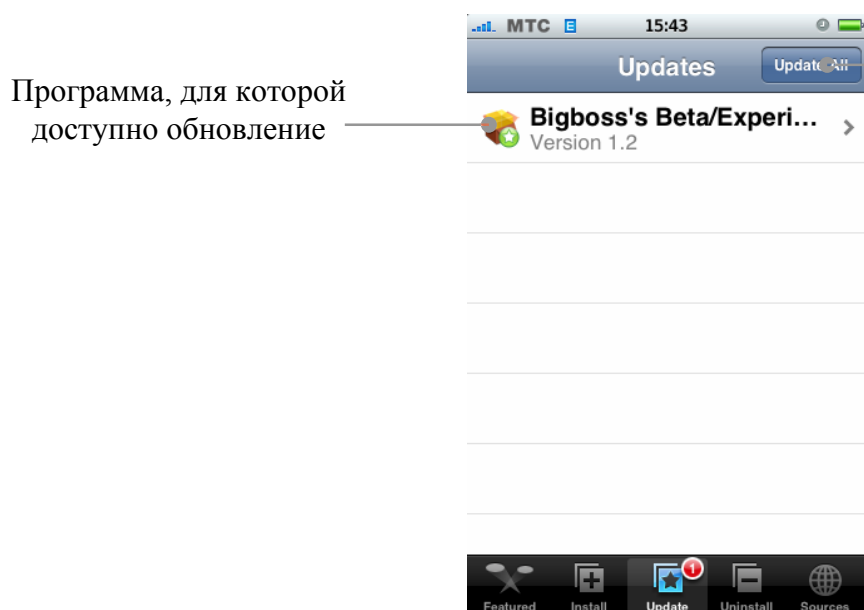 МТС E 15:43
Updates Update All
Программа, для которой
доступно обновление
Bigboss's Beta/Experi...
Version 1.2
1
Featured Install Update Uninstall Sources